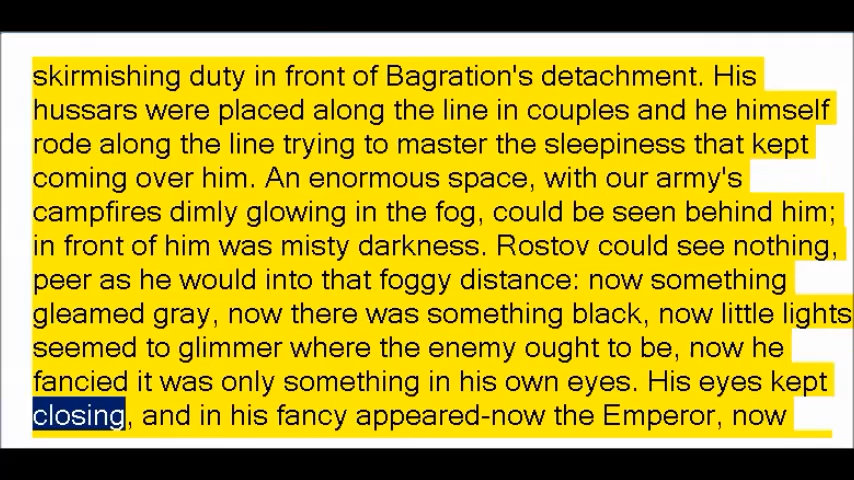 skirmishing duty in front of Bagration's detachment. His
hussars were placed along the line in couples and he himself
rode along the line trying to master the sleepiness that kept
coming over him. An enormous space, with our army's
campfires dimly glowing in the fog, could be seen behind him;
in front of him was misty darkness. Rostov could see nothing,
peer as he would into that foggy distance: now something
gleamed gray, now there was something black, now little lights
seemed to glimmer where the enemy ought to be, now he
fancied it was only something in his own eyes. His eyes kept
closing, and in his fancy appeared-now the Emperor, now